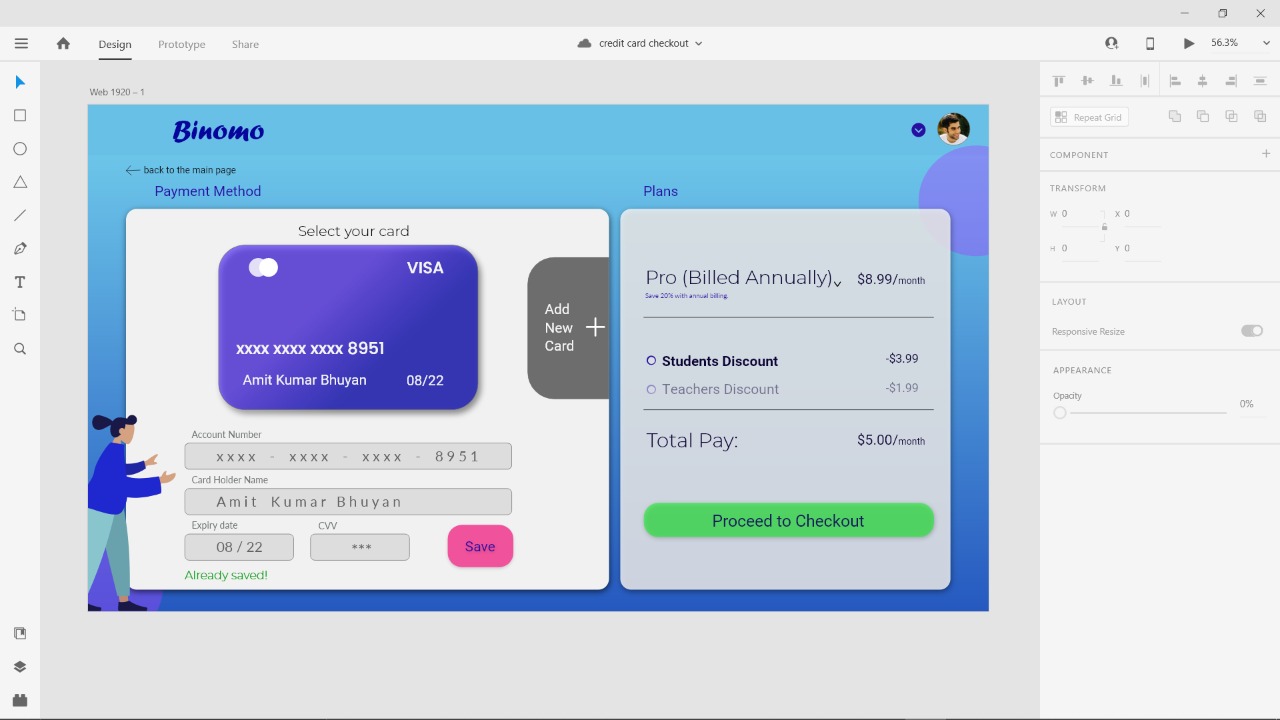 Design
Prototype
Share
credit card checkout
56.3%
Web 1920 – 1
Binomo
back to the main page
Payment Method
Select your card
VISA
xxxx xxxx xxxx 8951
Amit Kumar Bhuyan 08/22
Add
New
Card
Account Number
xxxx - xxxx - xxxx - 8951
Card Holder Name
Amit Kumar Bhuyan
Expiry date
CVV
08 / 22
***
Save
Already saved!
Plans
Pro (Billed Annually) $8.99/month
Save 20% with annual billing.
Students Discount -$3.99
Teachers Discount -$1.99
Total Pay: $5.00/month
Proceed to Checkout
Repeat Grid
COMPONENT
TRANSFORM
W 0 X 0
H 0 Y 0
LAYOUT
Responsive Resize
APPEARANCE
Opacity
0%